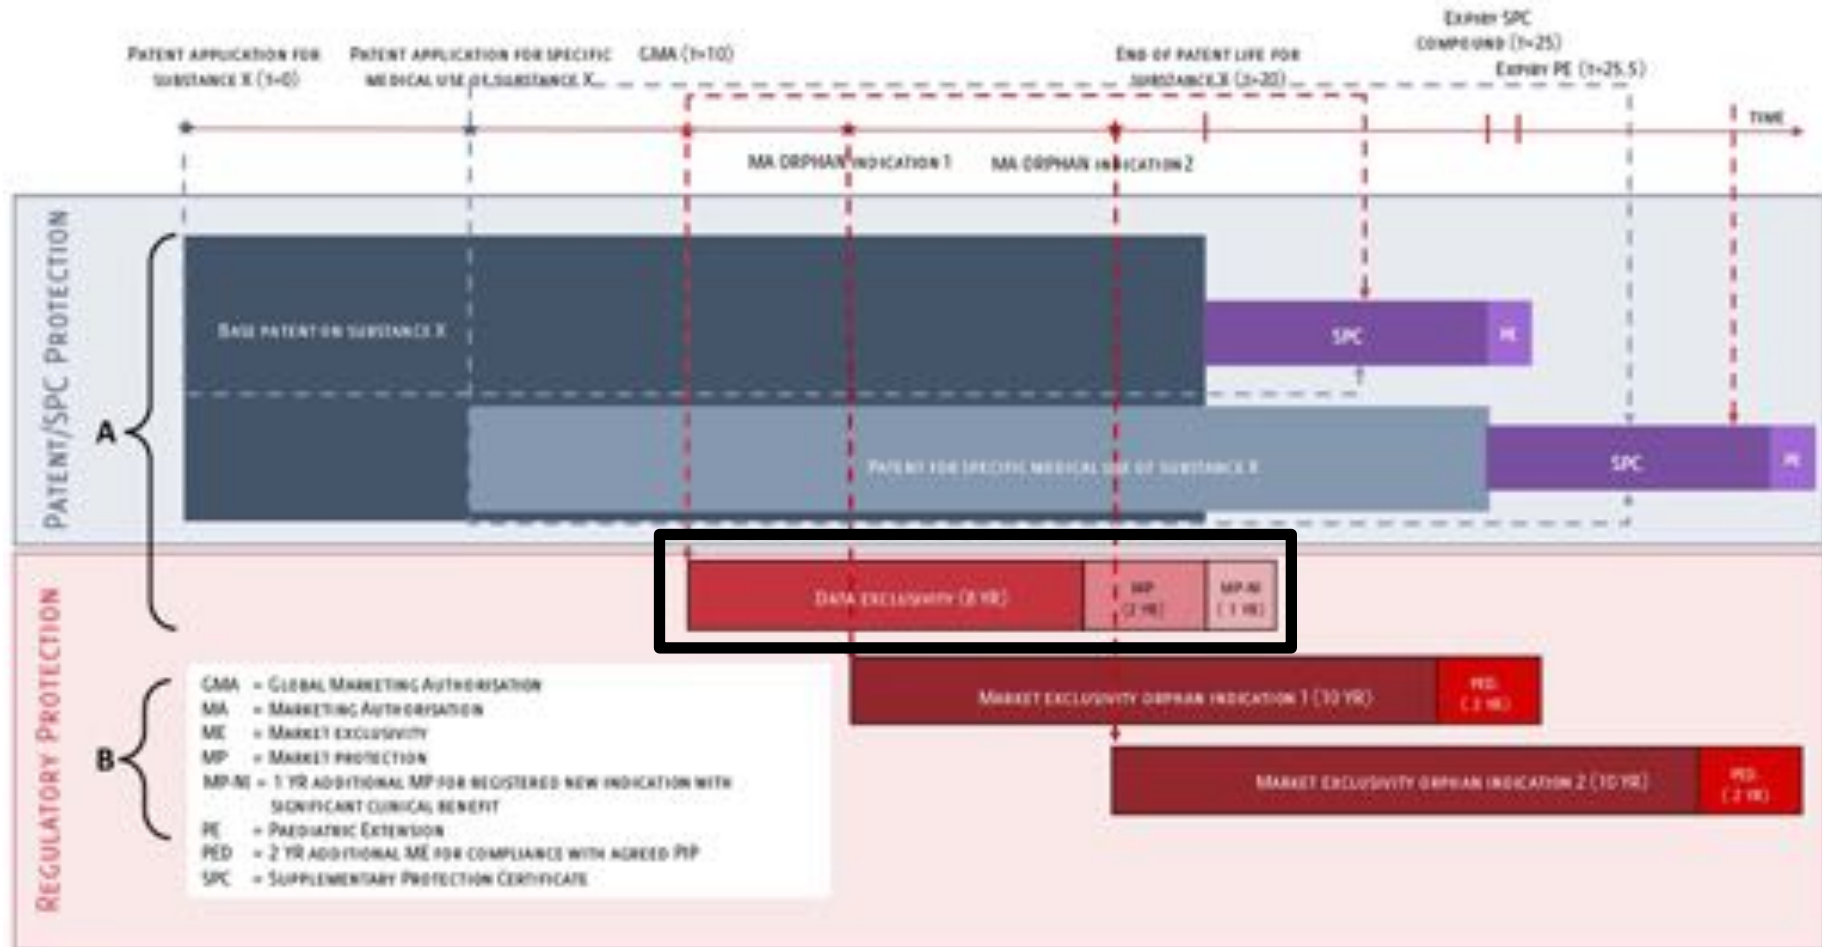 EXPIRY SPC
COMPOUND (T=25)
PATENT APPLICATION FOR
SUBSTANCE X (T=0)
PATENT APPLICATION FOR SPECIFIC
MEDICAL USE OF SUBSTANCE X
GMA (T=10)
END OF PATENT LIFE FOR
SUBSTANCE X (T=20)
EXPIRY PE (T=25.5)
TIME
MA ORPHAN INDICATION 1
MA ORPHAN INDICATION 2
PATENT/SPC PROTECTION
A
BASE PATENT ON SUBSTANCE X
SPC
PE
PATENT FOR SPECIFIC MEDICAL USE OF SUBSTANCE X
SPC
PE
REGULATORY PROTECTION
DATA EXCLUSIVITY (8 YR)
MP
(2 YR)
MP-NI
(1 YR)
MARKET EXCLUSIVITY ORPHAN INDICATION 1 (10 YR)
PED
(2 YR)
MARKET EXCLUSIVITY ORPHAN INDICATION 2 (10 YR)
PED
(2 YR)
B
GMA = GLOBAL MARKETING AUTHORISATION
MA = MARKETING AUTHORISATION
ME = MARKET EXCLUSIVITY
MP = MARKET PROTECTION
MP-NI = 1 YR ADDITIONAL MP FOR REGISTERED NEW INDICATION WITH
SIGNIFICANT CLINICAL BENEFIT
PE = PAEDIATRIC EXTENSION
PED = 2 YR ADDITIONAL ME FOR COMPLIANCE WITH AGREED PIP
SPC = SUPPLEMENTARY PROTECTION CERTIFICATE